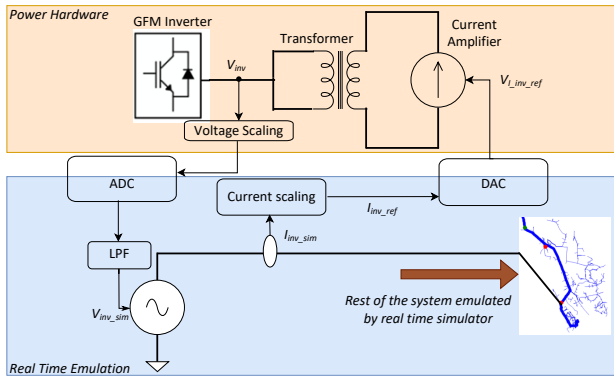 Power Hardware
GFM Inverter
Transformer
Current
Amplifier
V_inv
V_I_inv_ref
Voltage Scaling
ADC
Current scaling
DAC
I_inv_ref
LPF
I_inv_sim
V_inv_sim
Rest of the system emulated
by real time simulator
Real Time Emulation